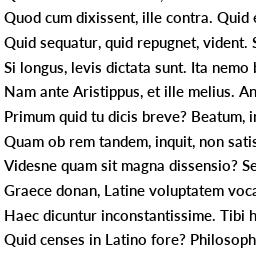 Quod cum dixissent, ille contra. Quid
Quid sequatur, quid repugnet, vident.
Si longus, levis dictata sunt. Ita nemo
Nam ante Aristippus, et ille melius. An
Primum quid tu dicis breve? Beatum,
Quam ob rem tandem, inquit, non satis
Videsne quam sit magna dissensio? Se
Graece donan, Latine voluptatem voca
Haec dicuntur inconstantissime. Tibi h
Quid censes in Latino fore? Philosoph